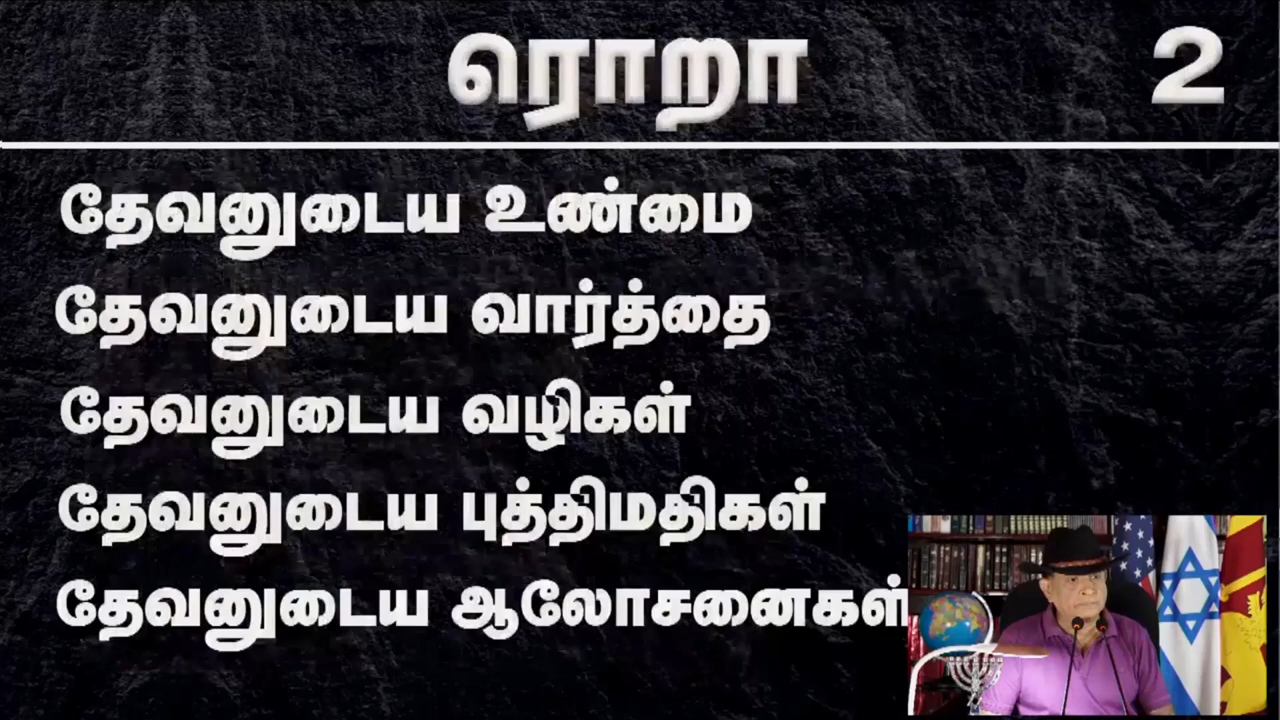 ரொறா
2
தேவனுடைய உண்மை
தேவனுடைய வார்த்தை
தேவனுடைய வழிகள்
தேவனுடைய புத்திமதிகள்
தேவனுடைய ஆலோசனைகள்